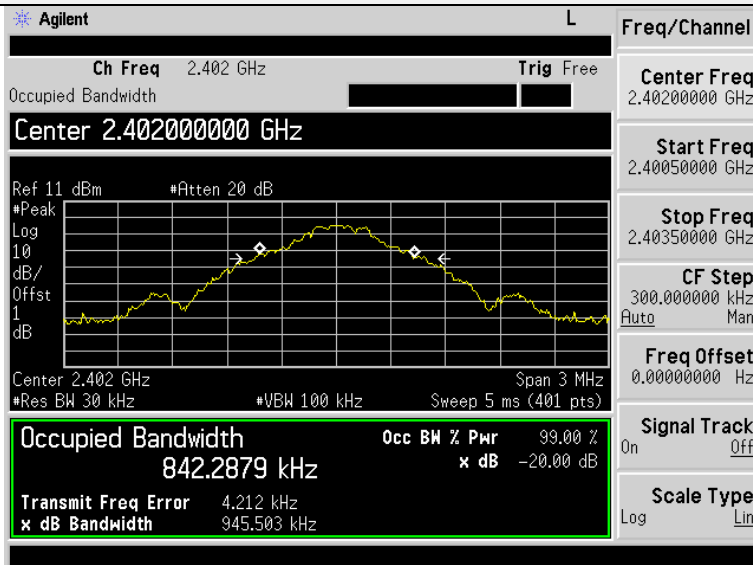 Agilent L Freq/Channel
Ch Freq 2.402 GHz Trig Free
Occupied Bandwidth
Center 2.402000000 GHz
Ref 11 dBm #Atten 20 dB
#Peak
Log
10
dB/
Offst
1
dB
Center 2.402 GHz Span 3 MHz
#Res BW 30 kHz #VBW 100 kHz Sweep 5 ms (401 pts)
Occupied Bandwidth Occ BW % Pwr 99.00 %
842.2879 kHz x dB -20.00 dB
Transmit Freq Error 4.212 kHz
x dB Bandwidth 945.503 kHz
Center Freq
2.40200000 GHz
Start Freq
2.40050000 GHz
Stop Freq
2.40350000 GHz
CF Step
300.000000 kHz
Auto Man
Freq Offset
0.00000000 Hz
Signal Track
On Off
Scale Type
Log Lin